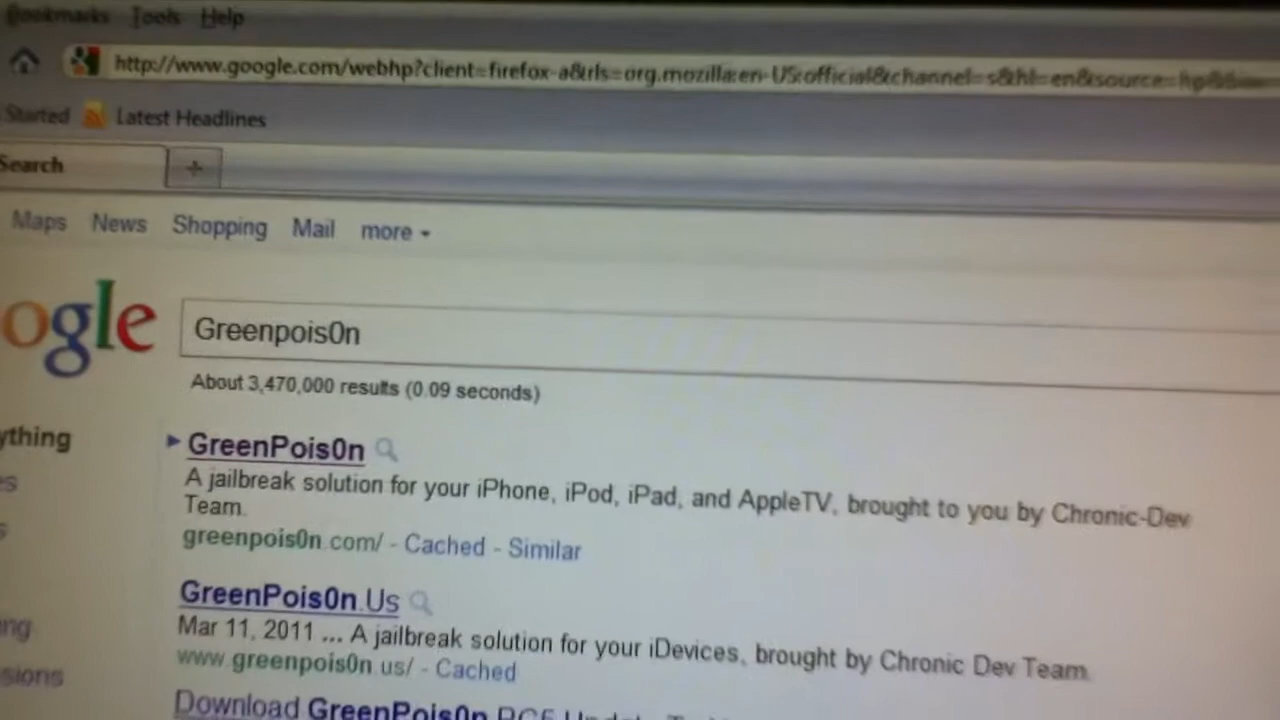 Bookmarks Tools Help
http://www.google.com/webhp?client=firefox-a&rls=org.mozilla:en-US:official&channel=s&hl=en&source=hp&
Started Latest Headlines
Search +
Maps News Shopping Mail more
ogle Greenpois0n
About 3,470,000 results (0.09 seconds)
ything
GreenPois0n
A jailbreak solution for your iPhone, iPod, iPad, and AppleTV, brought to you by Chronic-Dev
Team.
greenpois0n.com/ - Cached - Similar
GreenPois0n.Us
Mar 11, 2011 ... A jailbreak solution for your iDevices, brought by Chronic Dev Team.
www.greenpois0n.us/ - Cached
ng
sions
Download GreenPois0n RC5